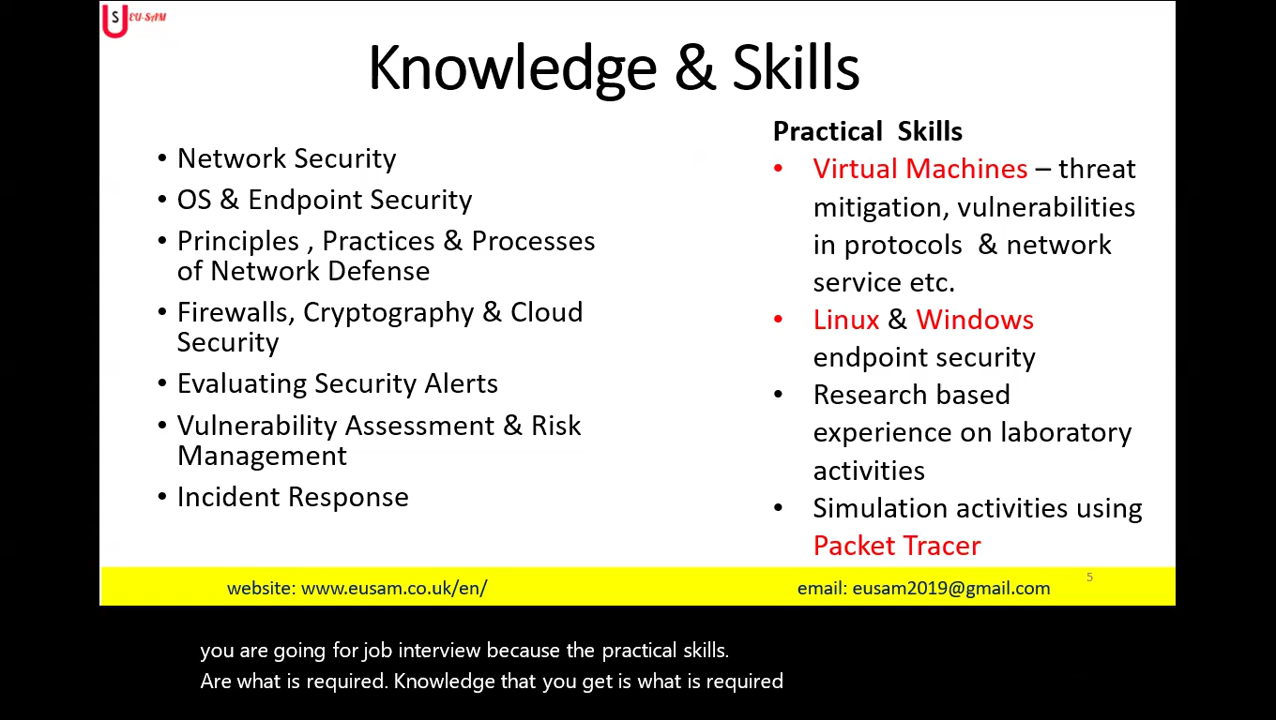 S EU-SAM
Knowledge & Skills
• Network Security
• OS & Endpoint Security
• Principles , Practices & Processes
of Network Defense
• Firewalls, Cryptography & Cloud
Security
• Evaluating Security Alerts
• Vulnerability Assessment & Risk
Management
• Incident Response
Practical Skills
• Virtual Machines – threat
mitigation, vulnerabilities
in protocols & network
service etc.
• Linux & Windows
endpoint security
• Research based
experience on laboratory
activities
• Simulation activities using
Packet Tracer
5
website: www.eusam.co.uk/en/
email: eusam2019@gmail.com
you are going for job interview because the practical skills.
Are what is required. Knowledge that you get is what is required